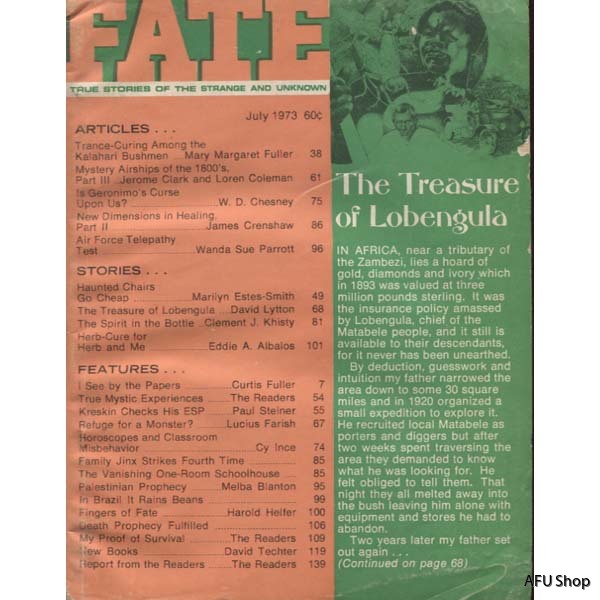 FATE
TRUE STORIES OF THE STRANGE AND UNKNOWN
July 1973 60¢
ARTICLES . . .
Trance-Curing Among the
Kalahari Bushmen Mary Margaret Fuller 38
Mystery Airships of the 1800's,
Part III Jerome Clark and Loren Coleman 61
Is Geronimo's Curse
Upon Us? W. D. Chesney 75
New Dimensions in Healing,
Part II James Crenshaw 86
Air Force Telepathy
Test Wanda Sue Parrott 96
STORIES . . .
Haunted Chairs
Go Cheap Marilyn Estes-Smith 49
The Treasure of Lobengula David Lytton 68
The Spirit in the Bottle Clement J. Khisty 81
Herb-Cure for
Herb and Me Eddie A. Albalos 101
FEATURES . . .
I See by the Papers Curtis Fuller 7
True Mystic Experiences The Readers 54
Kreskin Checks His ESP Paul Steiner 55
Refuge for a Monster? Lucius Farish 67
Horoscopes and Classroom
Misbehavior Cy Ince 74
Family Jinx Strikes Fourth Time 85
The Vanishing One-Room Schoolhouse 85
Palestinian Prophecy Melba Blanton 95
In Brazil It Rains Beans 99
Fingers of Fate Harold Helfer 100
Death Prophecy Fulfilled 106
My Proof of Survival The Readers 109
New Books David Techter 119
Report from the Readers The Readers 139
The Treasure
of Lobengula
IN AFRICA, near a tributary of
the Zambezi, lies a hoard of
gold, diamonds and ivory which
in 1893 was valued at three
million pounds sterling. It was
the insurance policy amassed
by Lobengula, chief of the
Matabele people, and it still is
available to their descendants,
for it never has been unearthed.
By deduction, guesswork and
intuition my father narrowed the
area down to some 30 square
miles and in 1920 organized a
small expedition to explore it.
He recruited local Matabele as
porters and diggers but after
two weeks spent traversing the
area they demanded to know
what he was looking for. He
felt obliged to tell them. That
night they all melted away into
the bush leaving him alone with
equipment and stores he had to
abandon.
Two years later my father set
out again . . .
(Continued on page 68)
AFU Shop